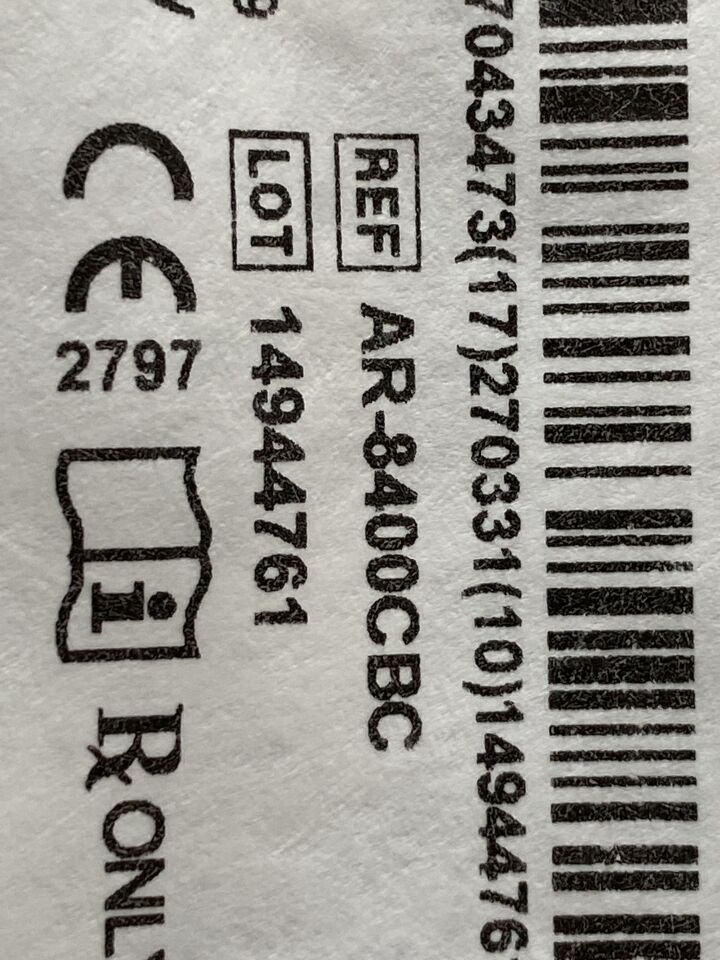 7043473(17)270331(10)1494476
REF AR-8400CBC
LOT 14944761
CE
2797
i
Rx ONLY